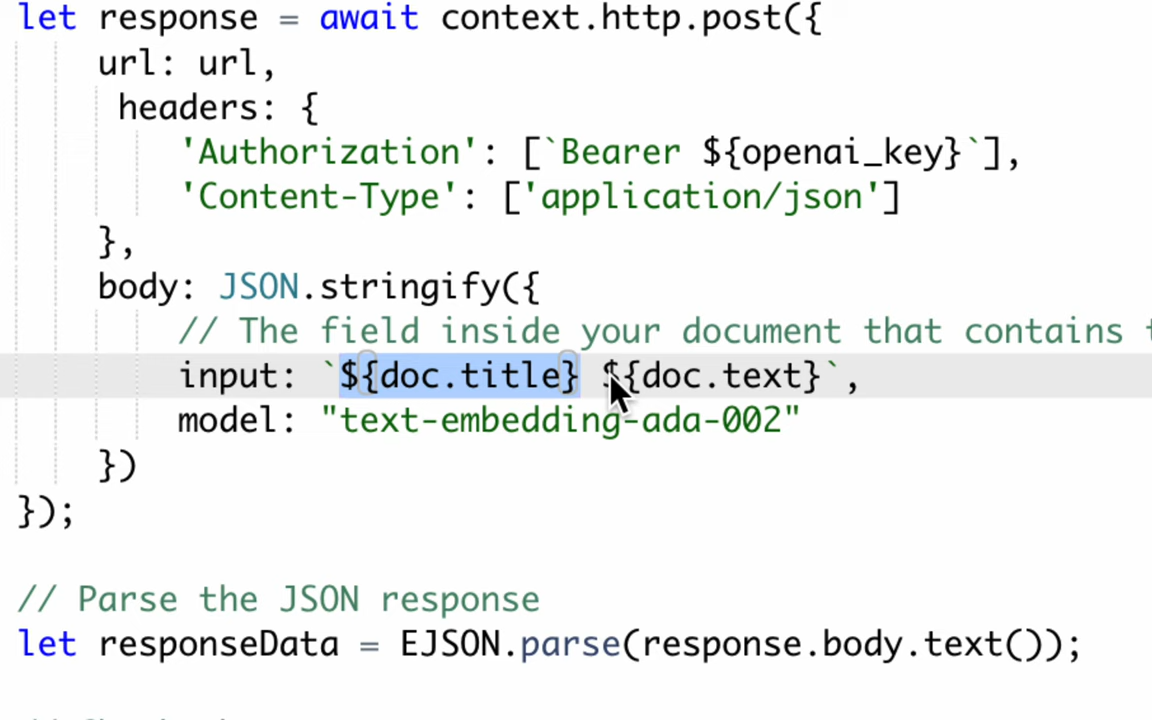 let response = await context.http.post({
url: url,
headers: {
'Authorization': [`Bearer ${openai_key}`],
'Content-Type': ['application/json']
},
body: JSON.stringify({
// The field inside your document that contains
input: `${doc.title} ${doc.text}`,
model: "text-embedding-ada-002"
})
});
// Parse the JSON response
let responseData = EJSON.parse(response.body.text());